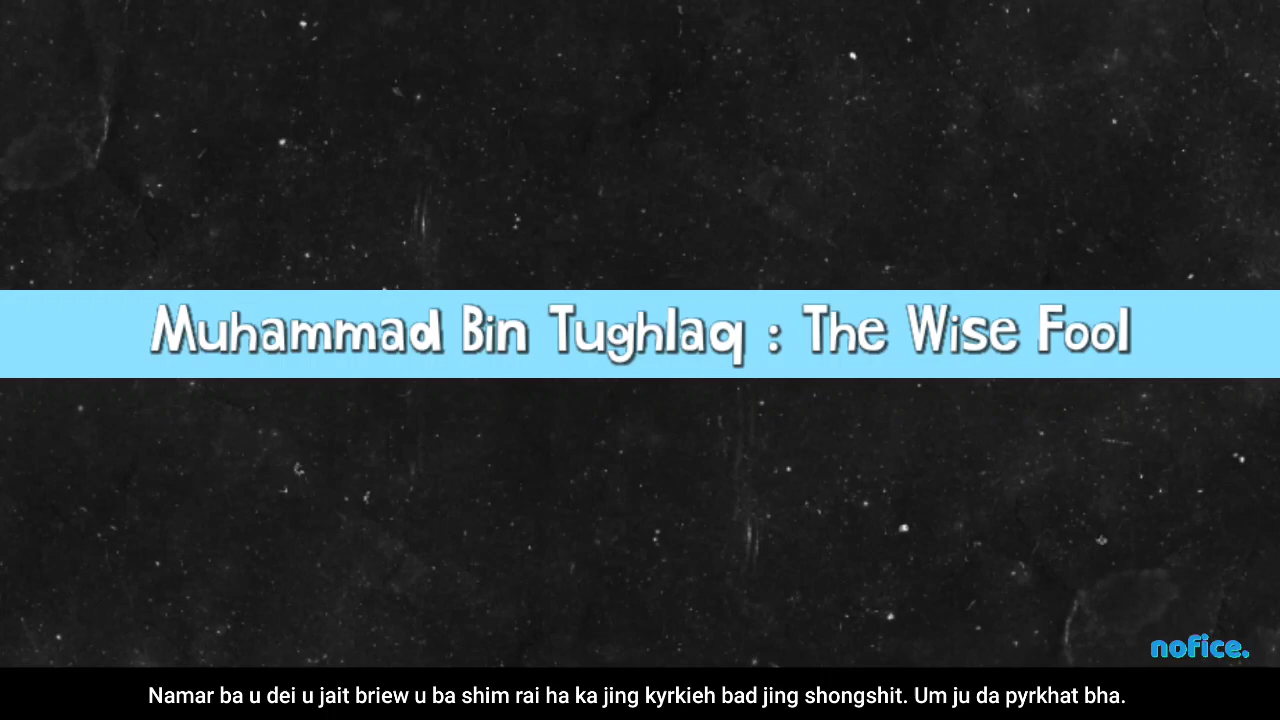 Muhammad Bin Tughlaq : The Wise Fool
nofice.
Namar ba u dei u jait briew u ba shim rai ha ka jing kyrkieh bad jing shongshit. Um ju da pyrkhat bha.